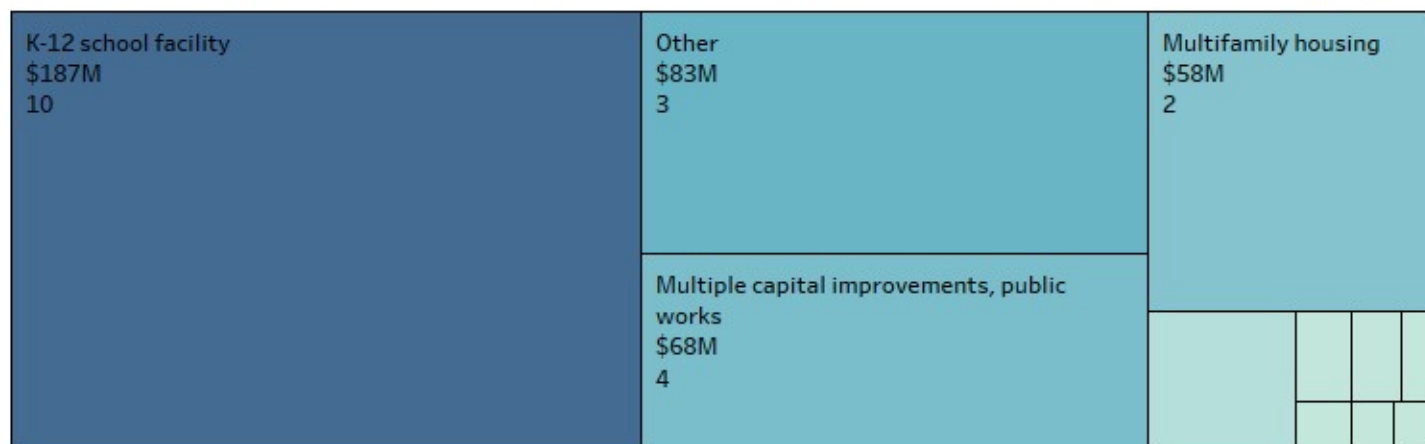 K-12 school facility
$187M
10
Other
$83M
3
Multiple capital improvements, public
works
$68M
4
Multifamily housing
$58M
2